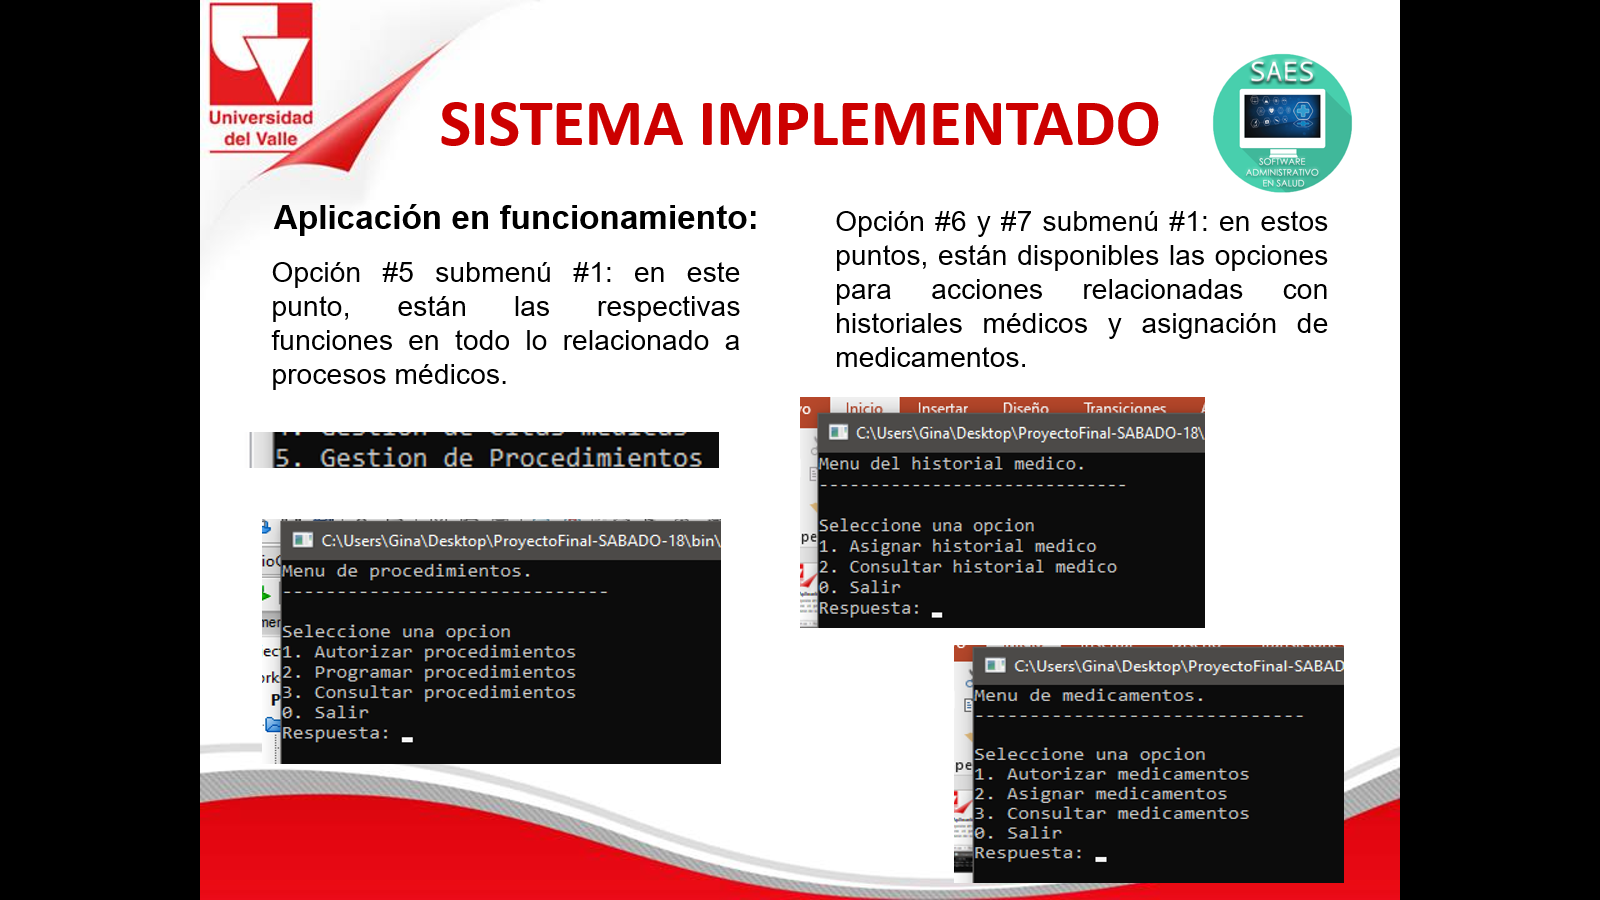 Universidad
del Valle
SISTEMA IMPLEMENTADO
SAES
SOFTWARE
ADMINISTRATIVO
EN SALUD
Aplicación en funcionamiento:
Opción #5 submenú #1: en este
punto, están las respectivas
funciones en todo lo relacionado a
procesos médicos.
4. Gestion de Citas medicas
5. Gestion de Procedimientos
C:\Users\Gina\Desktop\ProyectoFinal-SABADO-18\bin\
Menu de procedimientos.
------------------------------
Seleccione una opcion
1. Autorizar procedimientos
2. Programar procedimientos
3. Consultar procedimientos
0. Salir
Respuesta:
Opción #6 y #7 submenú #1: en estos
puntos, están disponibles las opciones
para acciones relacionadas con
historiales médicos y asignación de
medicamentos.
Inicio Insertar Diseño Transiciones
C:\Users\Gina\Desktop\ProyectoFinal-SABADO-18\
Menu del historial medico.
------------------------------
Seleccione una opcion
1. Asignar historial medico
2. Consultar historial medico
0. Salir
Respuesta:
C:\Users\Gina\Desktop\ProyectoFinal-SABAD
Menu de medicamentos.
------------------------------
Seleccione una opcion
1. Autorizar medicamentos
2. Asignar medicamentos
3. Consultar medicamentos
0. Salir
Respuesta: